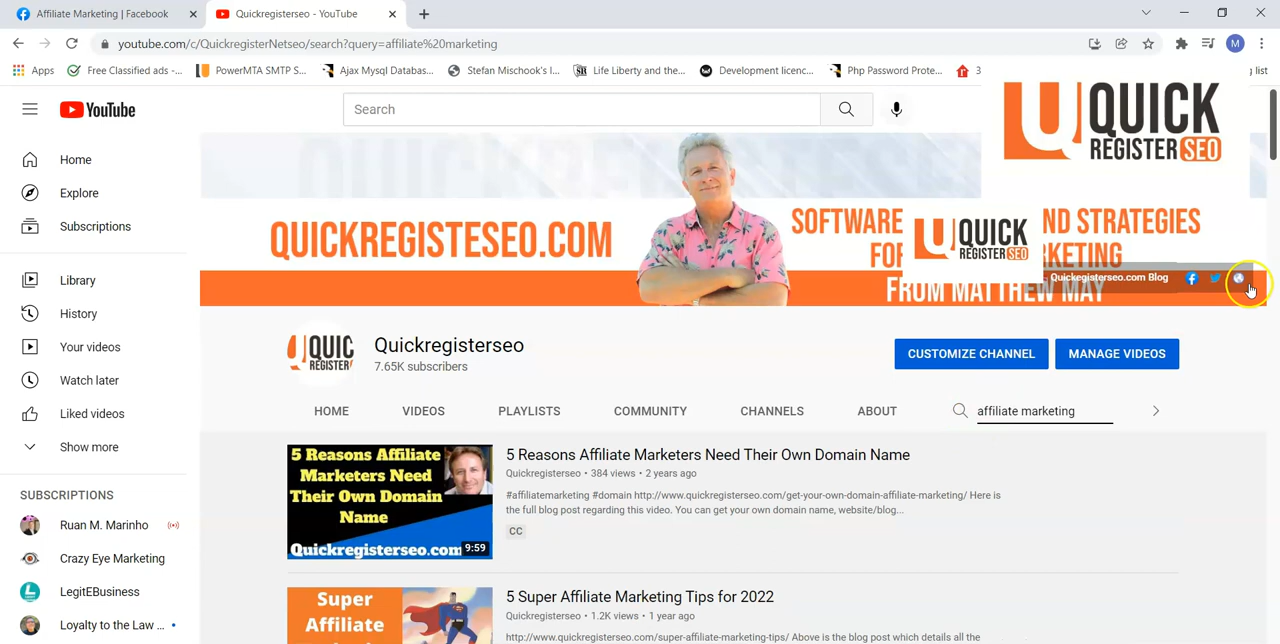 Affiliate Marketing | Facebook
Quickregisterseo - YouTube
youtube.com/c/QuickregisterNetseo/search?query=affiliate%20marketing
M
Apps
Free Classified ads -...
PowerMTA SMTP S...
Ajax Mysql Databas...
Stefan Mischook's I...
Life Liberty and the...
Development licenc...
Php Password Prote...
3
g list
YouTube
Search
QUICK
REGISTER SEO
Home
Explore
Subscriptions
QUICKREGISTESEO.COM
SOFTWARE
ND STRATEGIES
FO
KETING
FROM MATTHEW MAY
QUICK
REGISTER SEO
Quickegisterseo.com Blog
Library
History
Your videos
Watch later
Liked videos
Show more
QUIC
REGISTER
Quickregisterseo
7.65K subscribers
CUSTOMIZE CHANNEL
MANAGE VIDEOS
HOME
VIDEOS
PLAYLISTS
COMMUNITY
CHANNELS
ABOUT
affiliate marketing
5 Reasons Affiliate
Marketers Need
Their Own Domain
Name
Quickregisterseo.com
9:59
5 Reasons Affiliate Marketers Need Their Own Domain Name
Quickregisterseo • 384 views • 2 years ago
#affiliatemarketing #domain http://www.quickregisterseo.com/get-your-own-domain-affiliate-marketing/ Here is
the full blog post regarding this video. You can get your own domain name, website/blog...
CC
SUBSCRIPTIONS
Ruan M. Marinho
Crazy Eye Marketing
LegitEBusiness
Loyalty to the Law ...
Super
Affiliate
5 Super Affiliate Marketing Tips for 2022
Quickregisterseo • 1.2K views • 1 year ago
http://www.quickregisterseo.com/super-affiliate-marketing-tips/ Above is the blog post which details all the